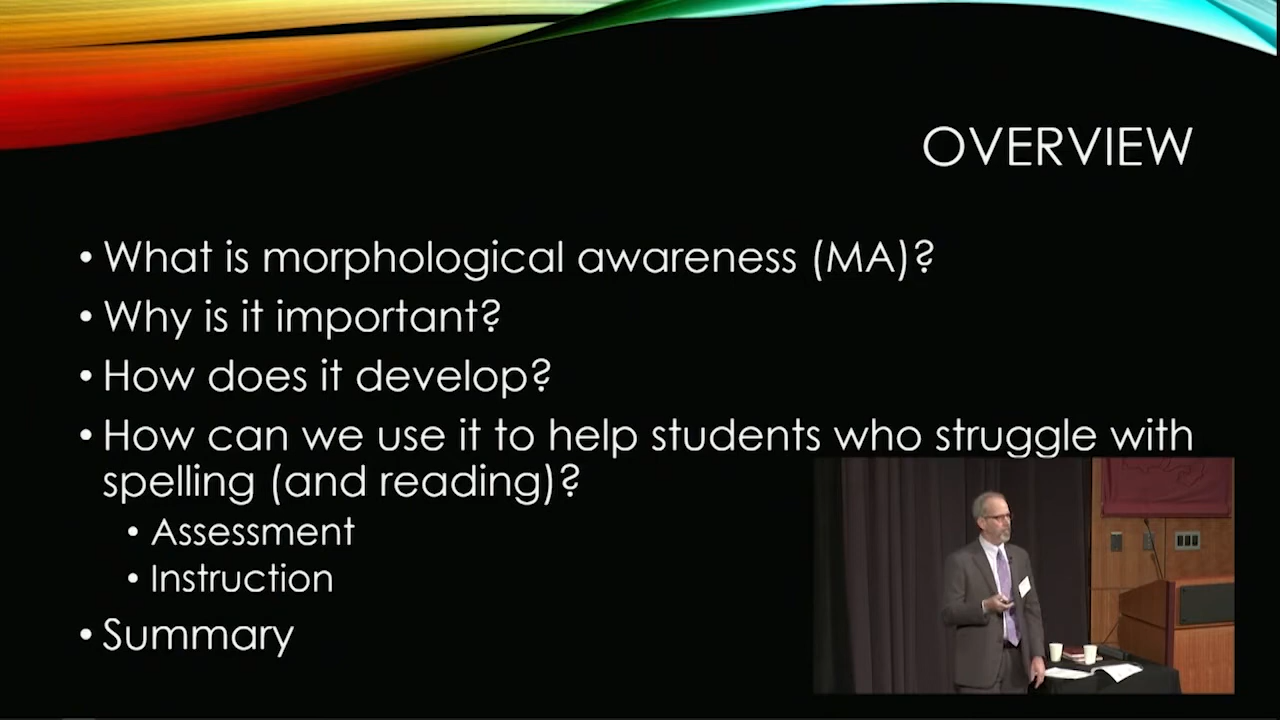 OVERVIEW
• What is morphological awareness (MA)?
• Why is it important?
• How does it develop?
• How can we use it to help students who struggle with
spelling (and reading)?
• Assessment
• Instruction
• Summary